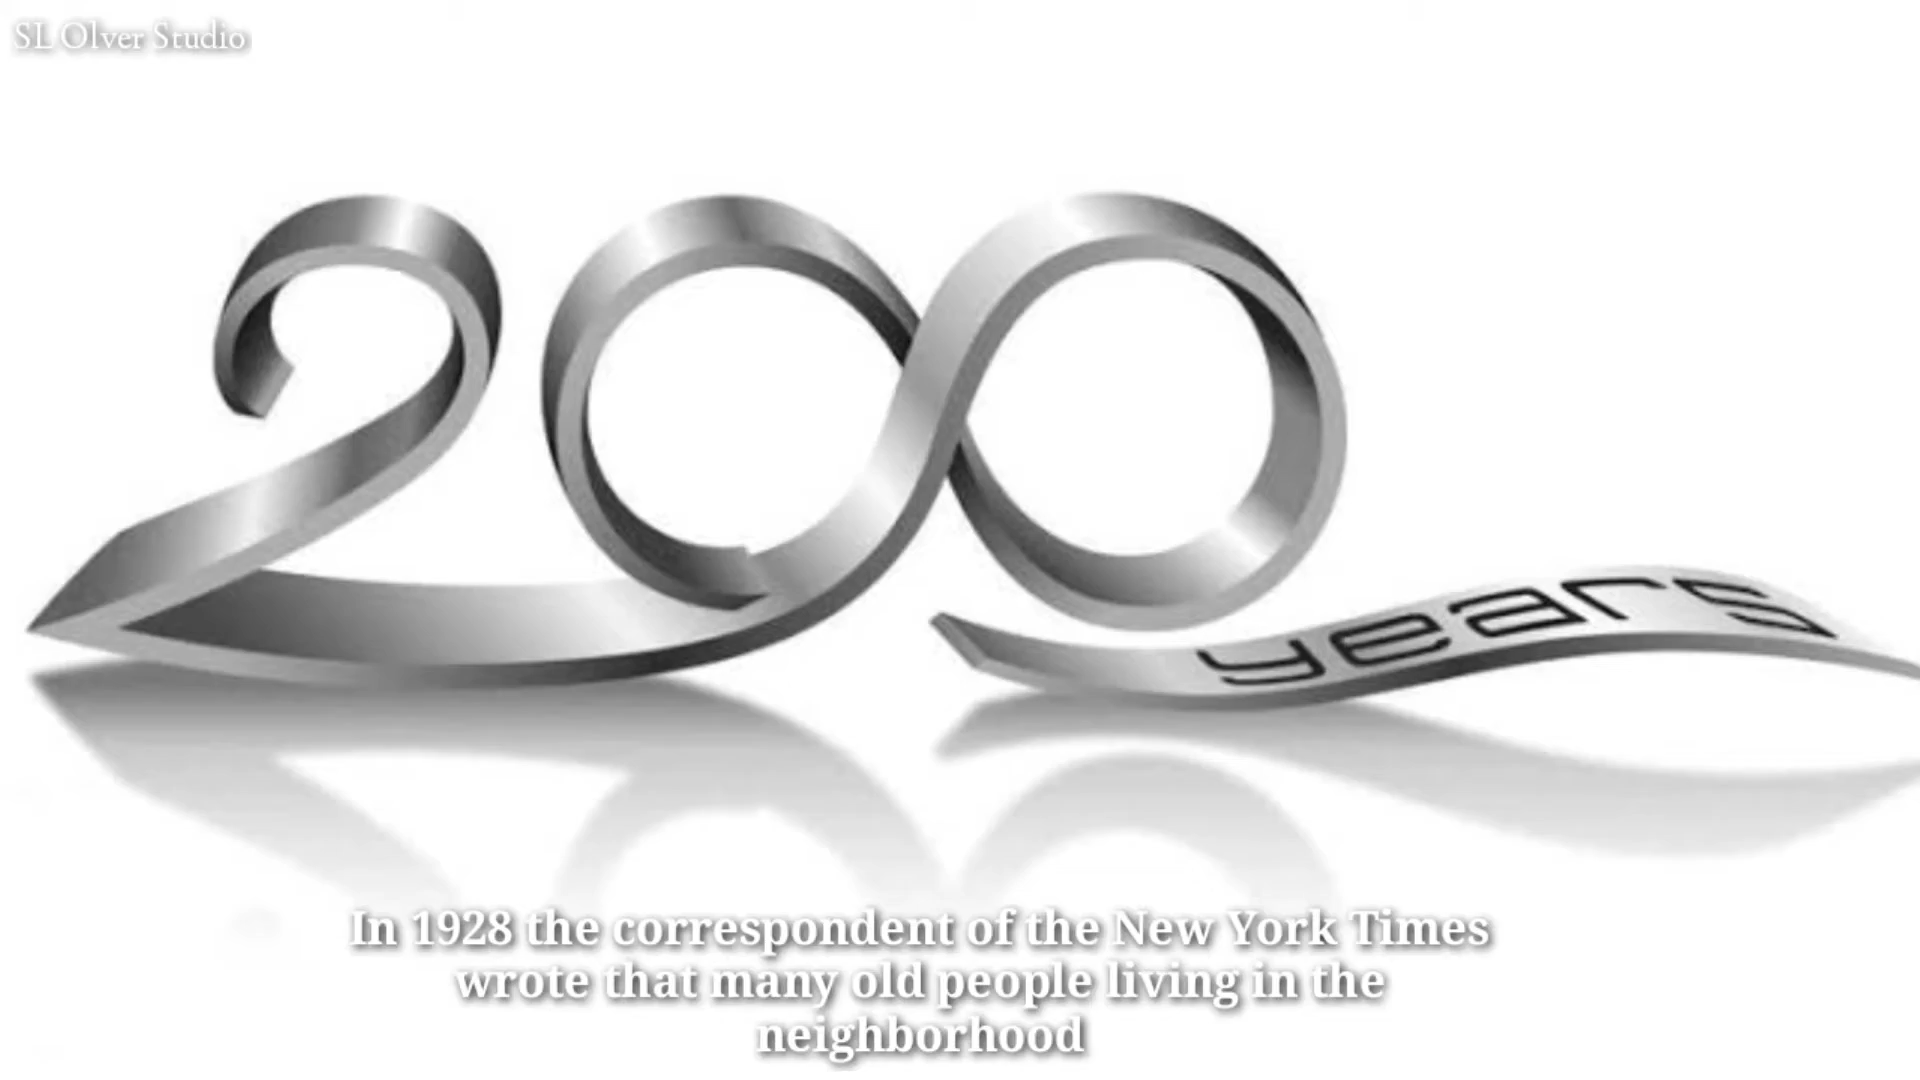 SL Olver Studio
200
years
In 1928 the correspondent of the New York Times
wrote that many old people living in the
neighborhood